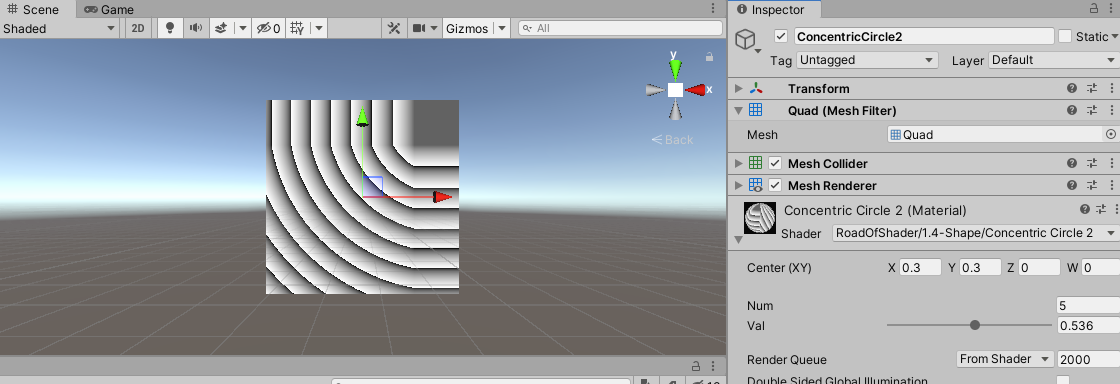 Scene
Game
Shaded
2D
0
Gizmos
All
y
x
Back
Inspector
ConcentricCircle2
Static
Tag Untagged Layer Default
Transform
Quad (Mesh Filter)
Mesh Quad
Mesh Collider
Mesh Renderer
Concentric Circle 2 (Material)
Shader RoadOfShader/1.4-Shape/Concentric Circle 2
Center (XY) X 0.3 Y 0.3 Z 0 W 0
Num 5
Val 0.536
Render Queue From Shader 2000
Double Sided Global Illumination